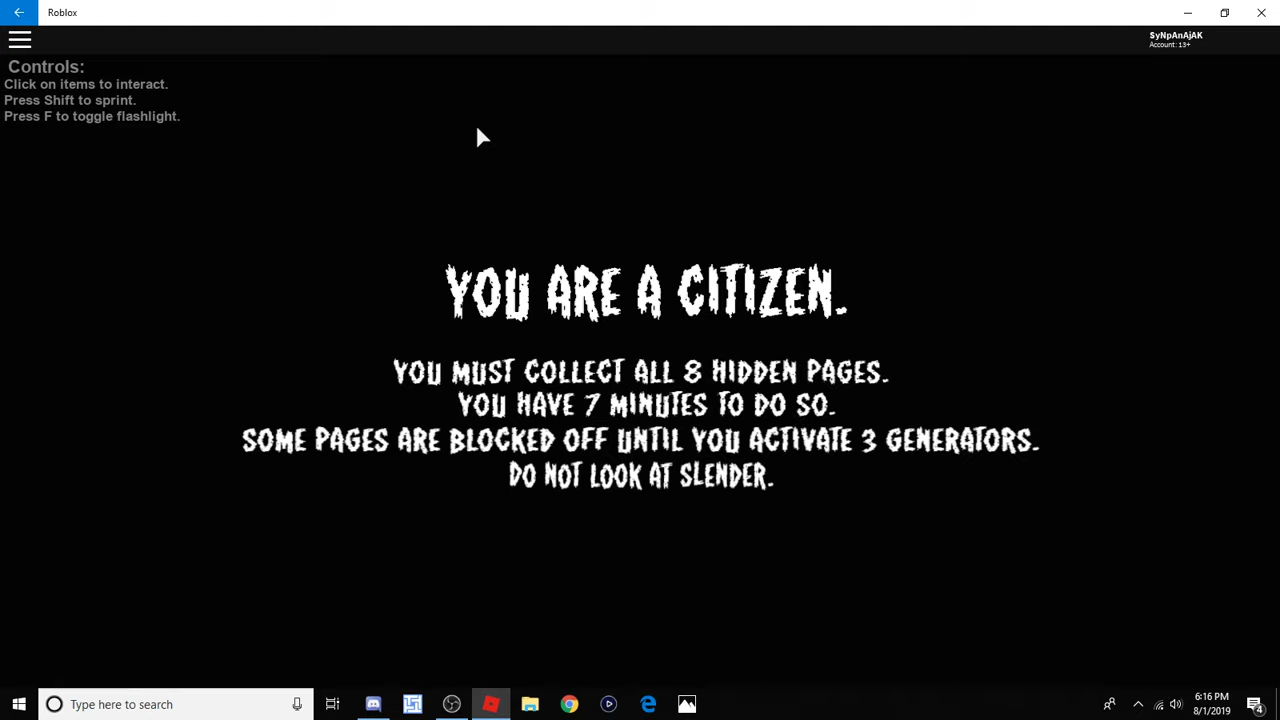 Roblox
SyNpAnAjAK
Account: 13+
Controls:
Click on items to interact.
Press Shift to sprint.
Press F to toggle flashlight.
YOU ARE A CITIZEN.
YOU MUST COLLECT ALL 8 HIDDEN PAGES.
YOU HAVE 7 MINUTES TO DO SO.
SOME PAGES ARE BLOCKED OFF UNTIL YOU ACTIVATE 3 GENERATORS.
DO NOT LOOK AT SLENDER.
Type here to search
6:16 PM
8/1/2019
4